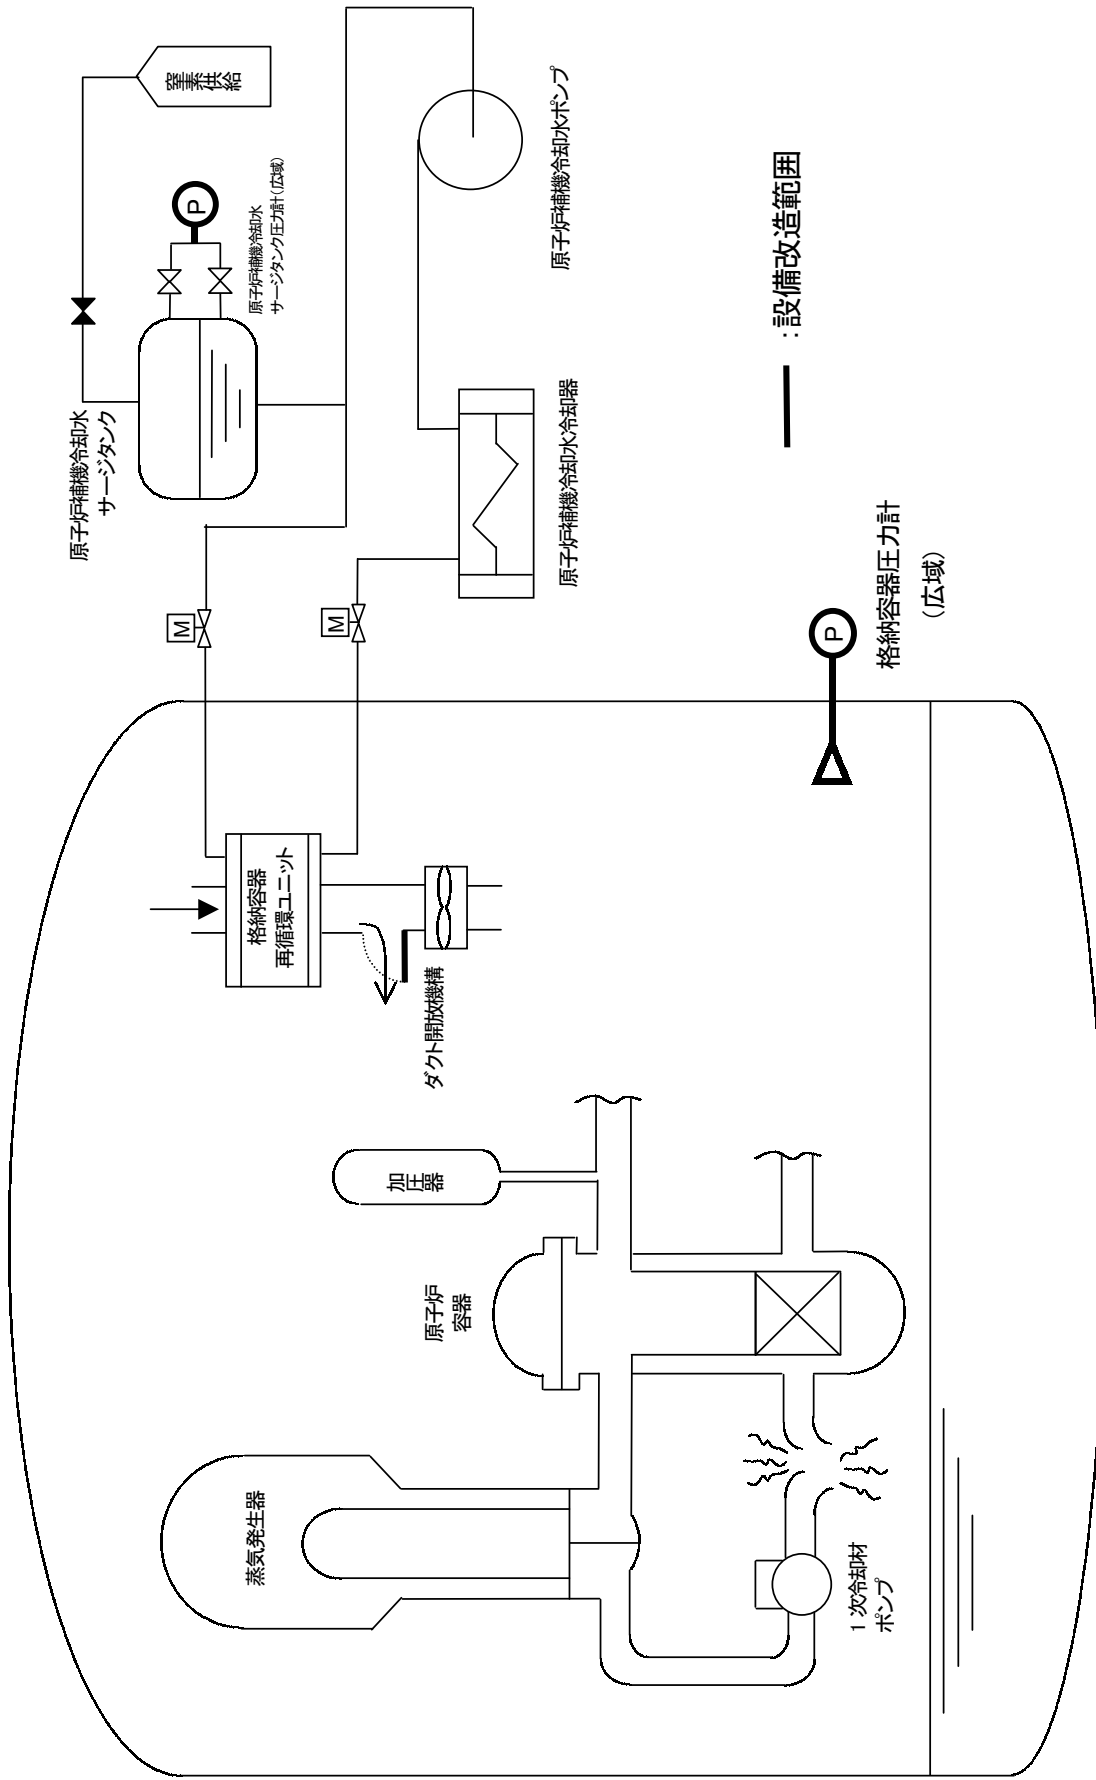 蒸気発生器
加圧器
原子炉
容器
1次冷却材
ポンプ
格納容器
再循環ユニット
ダクト開放機構
M
M
原子炉補機冷却水
サージタンク
窒素供給
P
原子炉補機冷却水
サージタンク圧力計(広域)
原子炉補機冷却水ポンプ
原子炉補機冷却水冷却器
P
格納容器圧力計
(広域)
:設備改造範囲